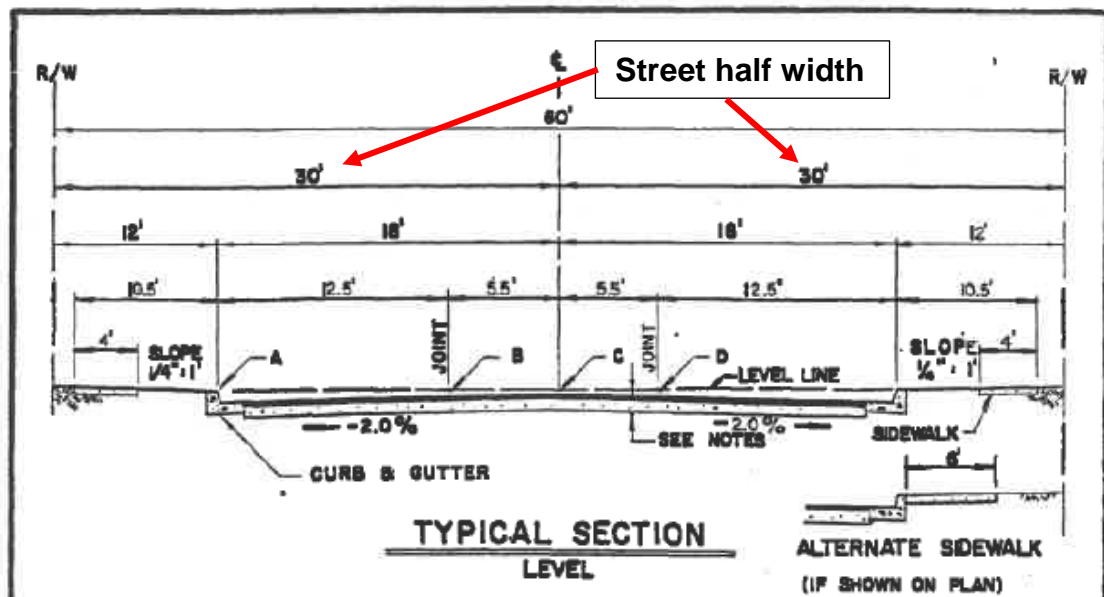 Street half width
R/W
℄
R/W
60'
30'
30'
12'
18'
18'
12'
10.5'
12.5'
5.5'
5.5'
12.5'
10.5'
4'
SLOPE
1/4":1'
A
JOINT
B
C
JOINT
D
LEVEL LINE
SLOPE
1/4" : 1'
4'
-2.0%
-2.0%
SEE NOTES
SIDEWALK
CURB & GUTTER
6'
TYPICAL SECTION
LEVEL
ALTERNATE SIDEWALK
(IF SHOWN ON PLAN)